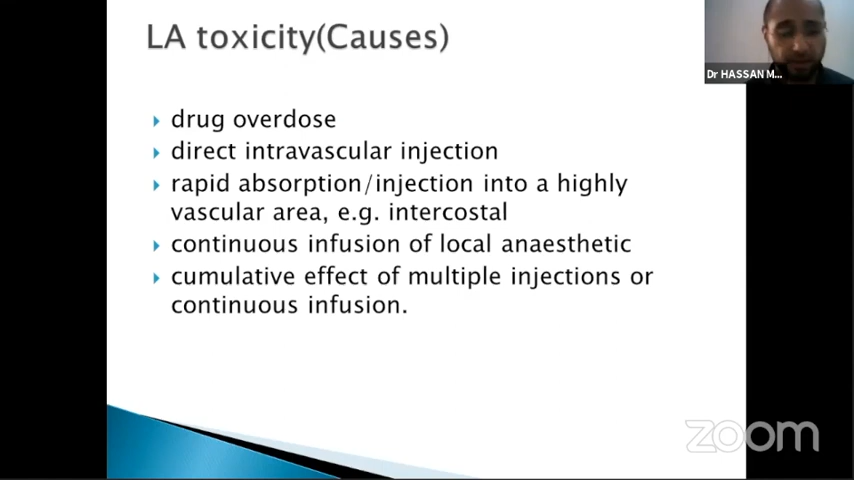 LA toxicity(Causes)
Dr HASSAN M...
drug overdose
direct intravascular injection
rapid absorption/injection into a highly
vascular area, e.g. intercostal
continuous infusion of local anaesthetic
cumulative effect of multiple injections or
continuous infusion.
zoom